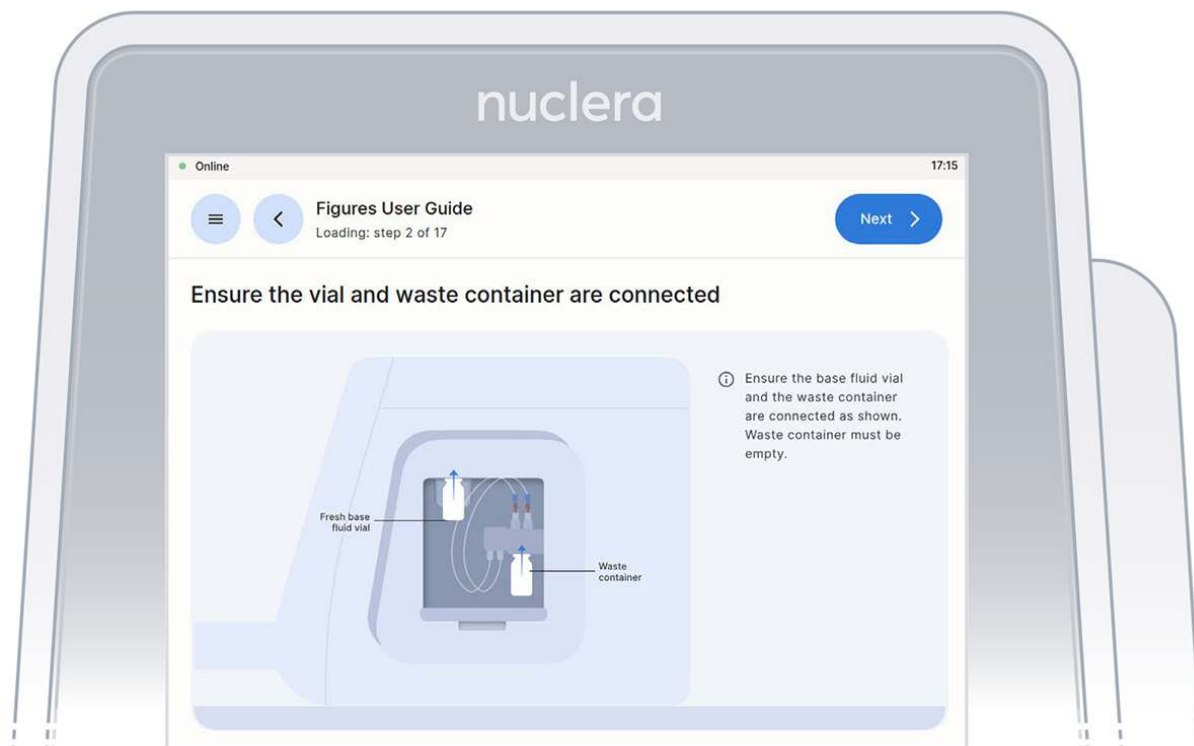 nuclera
Online
17:15
Figures User Guide
Loading: step 2 of 17
Next
Ensure the vial and waste container are connected
Ensure the base fluid vial
and the waste container
are connected as shown.
Waste container must be
empty.
Fresh base
fluid vial
Waste
container